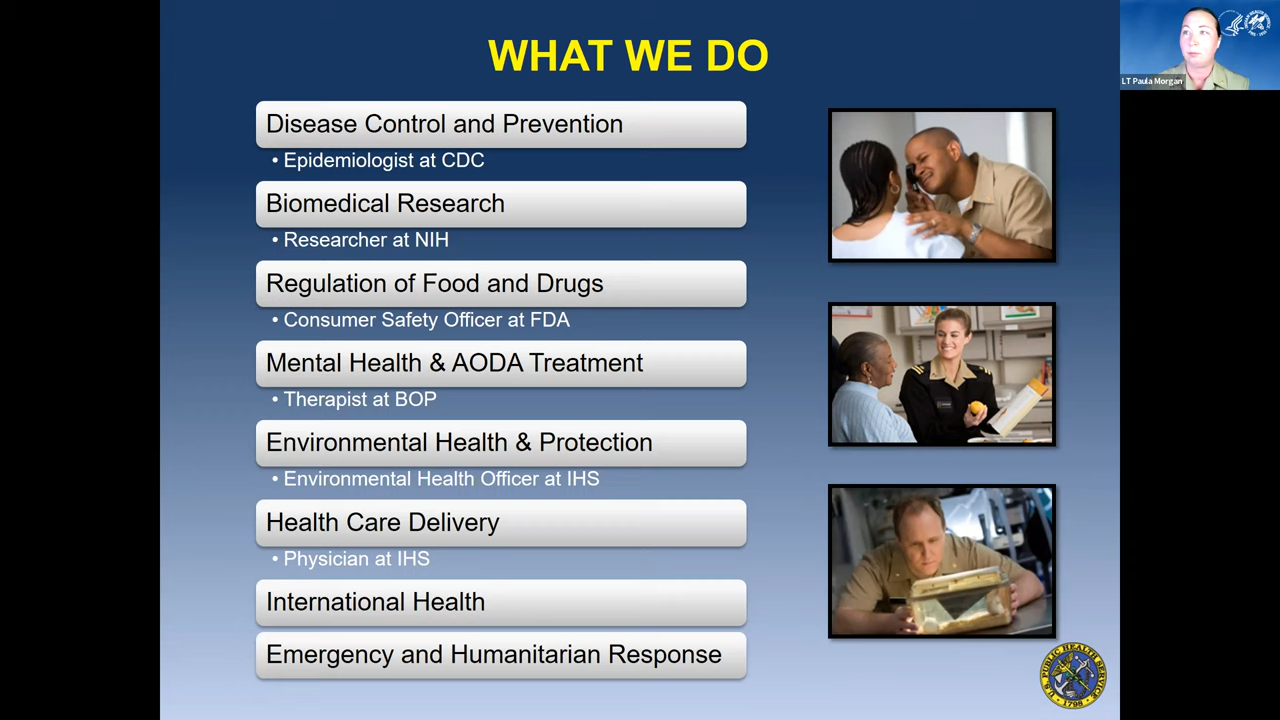 WHAT WE DO
LT Paula Morgan
Disease Control and Prevention
• Epidemiologist at CDC
Biomedical Research
• Researcher at NIH
Regulation of Food and Drugs
• Consumer Safety Officer at FDA
Mental Health & AODA Treatment
• Therapist at BOP
Environmental Health & Protection
• Environmental Health Officer at IHS
Health Care Delivery
• Physician at IHS
International Health
Emergency and Humanitarian Response
U.S. PUBLIC HEALTH SERVICE
1798